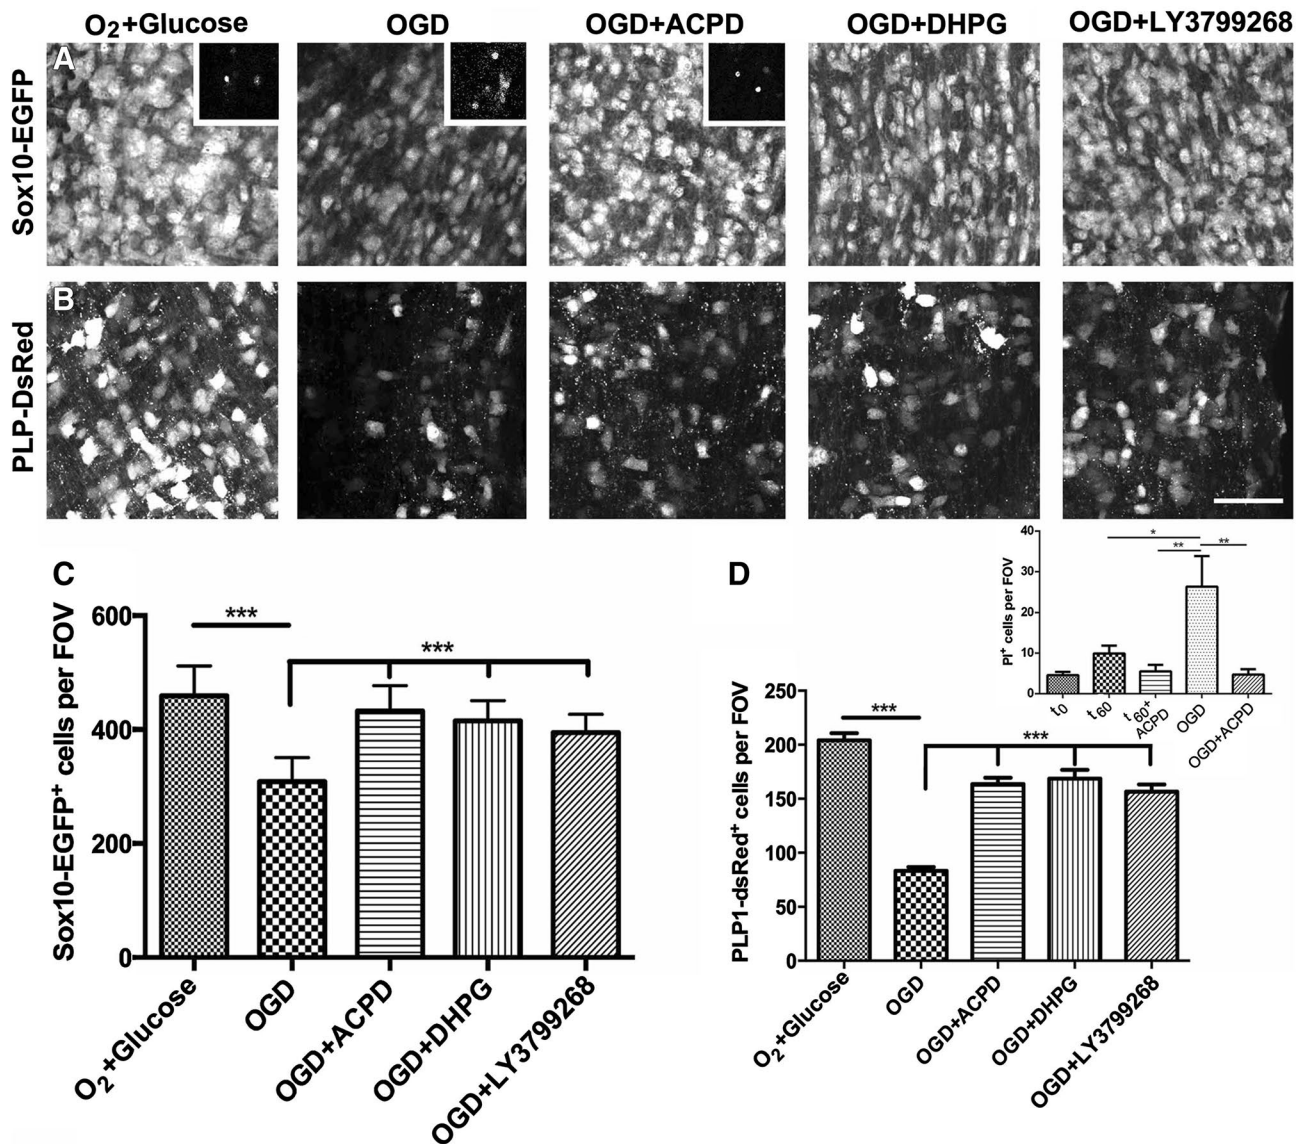 O2+Glucose OGD OGD+ACPD OGD+DHPG OGD+LY3799268
A
Sox10-EGFP
B
PLP-DsRed
C
Sox10-EGFP+ cells per FOV
600
400
200
0
***
***
O2+Glucose
OGD
OGD+ACPD
OGD+DHPG
OGD+LY3799268
D
PI+ cells per FOV
40
30
20
10
0
*
**
**
t0
t60
t60+
ACPD
OGD
OGD+ACPD
PLP1-dsRed+ cells per FOV
250
200
150
100
50
0
***
***
O2+Glucose
OGD
OGD+ACPD
OGD+DHPG
OGD+LY3799268